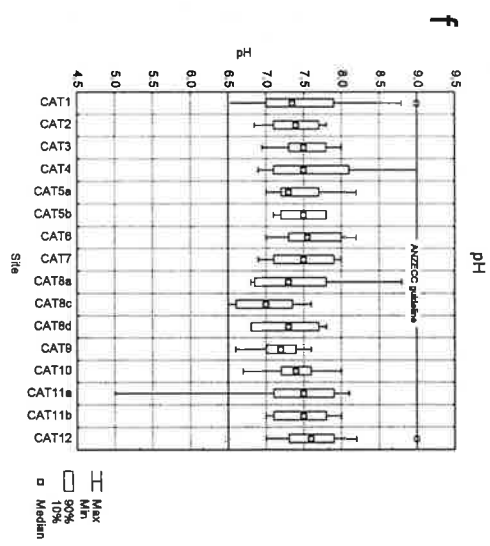 f
pH
pH
4.5
5.0
5.5
6.0
6.5
7.0
7.5
8.0
8.5
9.0
9.5
ANZECC guideline
CAT1
CAT2
CAT3
CAT4
CAT5a
CAT5b
CAT6
CAT7
CAT8a
CAT8c
CAT8d
CAT9
CAT10
CAT11a
CAT11b
CAT12
Site
Max
Min
90%
10%
Median